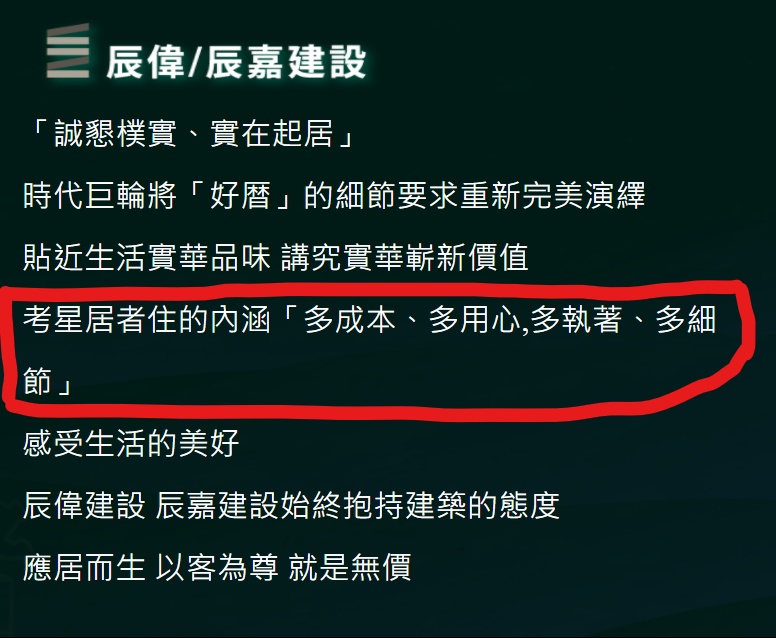 辰偉/辰嘉建設
「誠懇樸實、實在起居」
時代巨輪將「好曆」的細節要求重新完美演繹
貼近生活實華品味 講究實華嶄新價值
考星居者住的內涵「多成本、多用心,多執著、多細
節」
感受生活的美好
辰偉建設 辰嘉建設始終抱持建築的態度
應居而生 以客為尊 就是無價